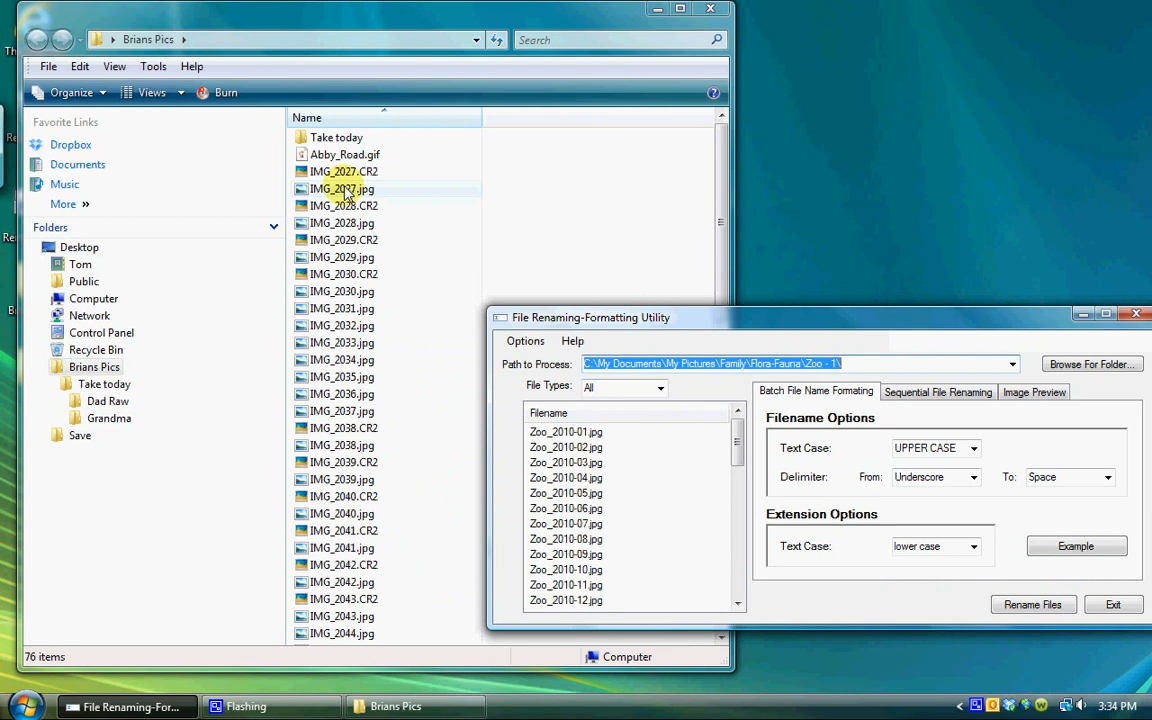 Brians Pics
Search
File Edit View Tools Help
Organize Views Burn
Favorite Links
Dropbox
Documents
Music
More »
Folders
Desktop
Tom
Public
Computer
Network
Control Panel
Recycle Bin
Brians Pics
Take today
Dad Raw
Grandma
Save
Name
Take today
Abby_Road.gif
IMG_2027.CR2
IMG_2027.jpg
IMG_2028.CR2
IMG_2028.jpg
IMG_2029.CR2
IMG_2029.jpg
IMG_2030.CR2
IMG_2030.jpg
IMG_2031.jpg
IMG_2032.jpg
IMG_2033.jpg
IMG_2034.jpg
IMG_2035.jpg
IMG_2036.jpg
IMG_2037.jpg
IMG_2038.CR2
IMG_2038.jpg
IMG_2039.CR2
IMG_2039.jpg
IMG_2040.CR2
IMG_2040.jpg
IMG_2041.CR2
IMG_2041.jpg
IMG_2042.CR2
IMG_2042.jpg
IMG_2043.CR2
IMG_2043.jpg
IMG_2044.jpg
76 items
Computer
File Renaming-Formatting Utility
Options Help
Path to Process: C:\My Documents\My Pictures\Family\Flora-Fauna\Zoo - 1\ Browse For Folder...
File Types: All
Filename
Zoo_2010-01.jpg
Zoo_2010-02.jpg
Zoo_2010-03.jpg
Zoo_2010-04.jpg
Zoo_2010-05.jpg
Zoo_2010-06.jpg
Zoo_2010-07.jpg
Zoo_2010-08.jpg
Zoo_2010-09.jpg
Zoo_2010-10.jpg
Zoo_2010-11.jpg
Zoo_2010-12.jpg
Batch File Name Formating Sequential File Renaming Image Preview
Filename Options
Text Case: UPPER CASE
Delimiter: From: Underscore To: Space
Extension Options
Text Case: lower case Example
Rename Files Exit
File Renaming-For... Flashing Brians Pics
3:34 PM